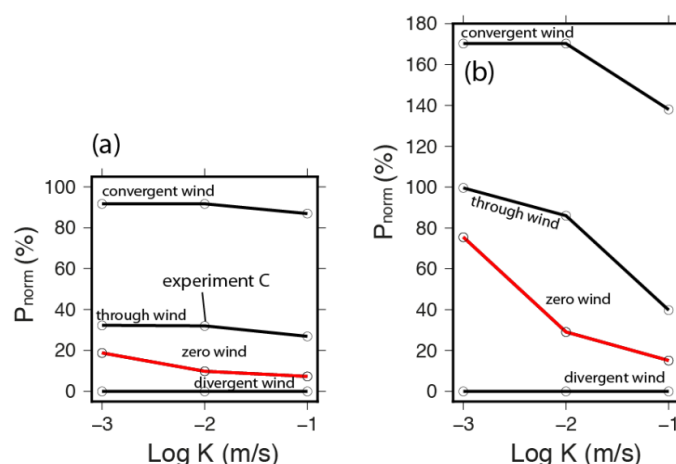 (a)
P_norm (%)
100
80
60
40
20
0
convergent wind
experiment C
through wind
zero wind
divergent wind
−3
−2
−1
Log K (m/s)
(b)
P_norm (%)
180
160
140
120
100
80
60
40
20
0
convergent wind
through wind
zero wind
divergent wind
−3
−2
−1
Log K (m/s)